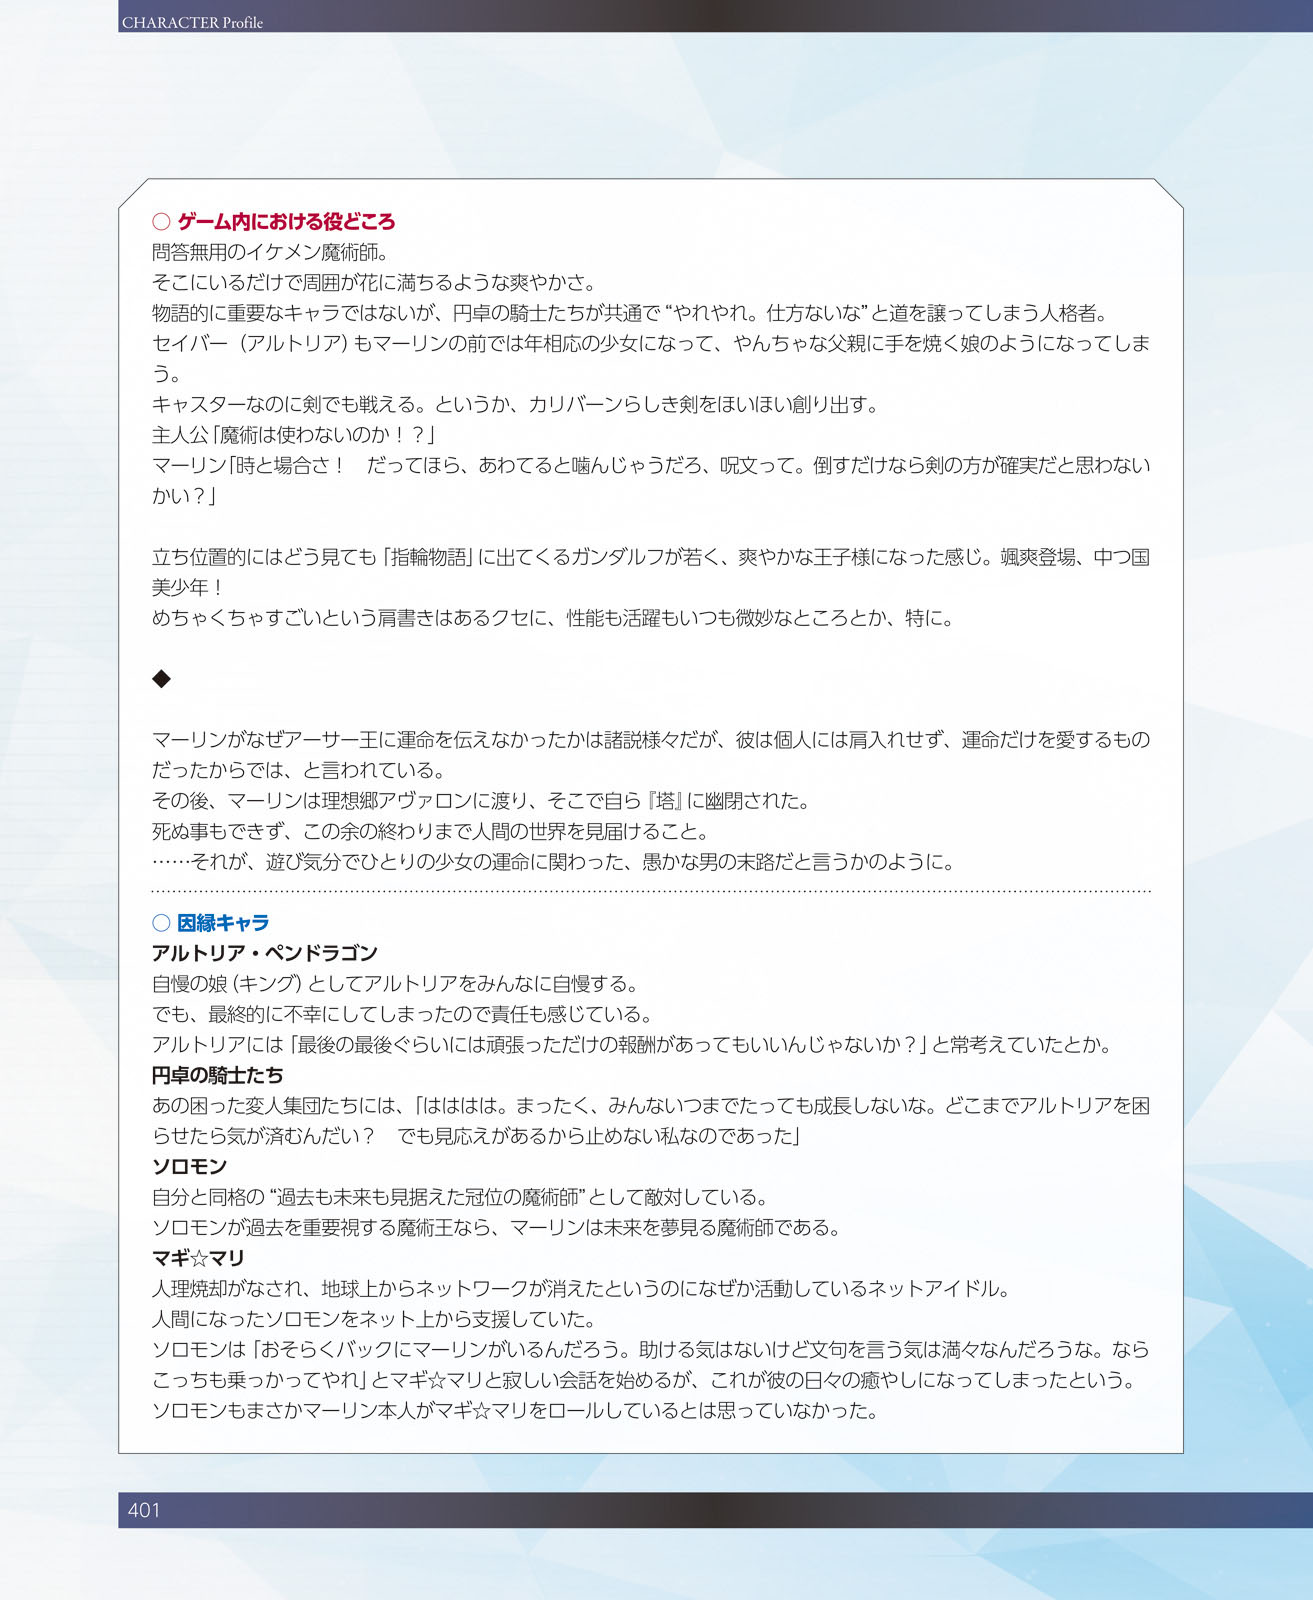 CHARACTER Profile
○ ゲーム内における役どころ
問答無用のイケメン魔術師。
そこにいるだけで周囲が花に満ちるような爽やかさ。
物語的に重要なキャラではないが、円卓の騎士たちが共通で“やれやれ。仕方ないな”と道を譲ってしまう人格者。
セイバー（アルトリア）もマーリンの前では年相応の少女になって、やんちゃな父親に手を焼く娘のようになってしま
う。
キャスターなのに剣でも戦える。というか、カリバーンらしき剣をほいほい創り出す。
主人公「魔術は使わないのか！？」
マーリン「時と場合さ！　だってほら、あわてると噛んじゃうだろ、呪文って。倒すだけなら剣の方が確実だと思わない
かい？」
立ち位置的にはどう見ても「指輪物語」に出てくるガンダルフが若く、爽やかな王子様になった感じ。颯爽登場、中つ国
美少年！
めちゃくちゃすごいという肩書きはあるクセに、性能も活躍もいつも微妙なところとか、特に。
◆
マーリンがなぜアーサー王に運命を伝えなかったかは諸説様々だが、彼は個人には肩入れせず、運命だけを愛するもの
だったからでは、と言われている。
その後、マーリンは理想郷アヴァロンに渡り、そこで自ら『塔』に幽閉された。
死ぬ事もできず、この余の終わりまで人間の世界を見届けること。
……それが、遊び気分でひとりの少女の運命に関わった、愚かな男の末路だと言うかのように。
○ 因縁キャラ
アルトリア・ペンドラゴン
自慢の娘（キング）としてアルトリアをみんなに自慢する。
でも、最終的に不幸にしてしまったので責任も感じている。
アルトリアには「最後の最後ぐらいには頑張っただけの報酬があってもいいんじゃないか？」と常考えていたとか。
円卓の騎士たち
あの困った変人集団たちには、「はははは。まったく、みんないつまでたっても成長しないな。どこまでアルトリアを困
らせたら気が済むんだい？　でも見応えがあるから止めない私なのであった」
ソロモン
自分と同格の“過去も未来も見据えた冠位の魔術師”として敵対している。
ソロモンが過去を重要視する魔術王なら、マーリンは未来を夢見る魔術師である。
マギ☆マリ
人理焼却がなされ、地球上からネットワークが消えたというのになぜか活動しているネットアイドル。
人間になったソロモンをネット上から支援していた。
ソロモンは「おそらくバックにマーリンがいるんだろう。助ける気はないけど文句を言う気は満々なんだろうな。なら
こっちも乗っかってやれ」とマギ☆マリと寂しい会話を始めるが、これが彼の日々の癒やしになってしまったという。
ソロモンもまさかマーリン本人がマギ☆マリをロールしているとは思っていなかった。
401